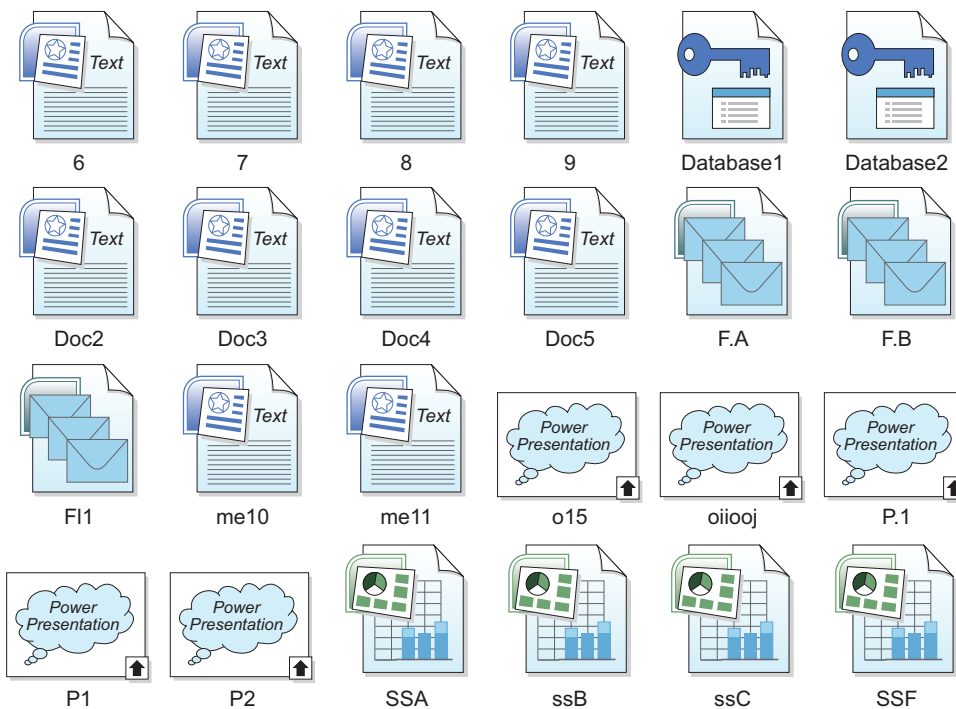 Text Text Text Text
6 7 8 9 Database1 Database2
Text Text Text Text
Doc2 Doc3 Doc4 Doc5 F.A F.B
Text Text
Power Presentation Power Presentation Power Presentation
FI1 me10 me11 o15 oiiooj P.1
Power Presentation Power Presentation
P1 P2 SSA ssB ssC SSF